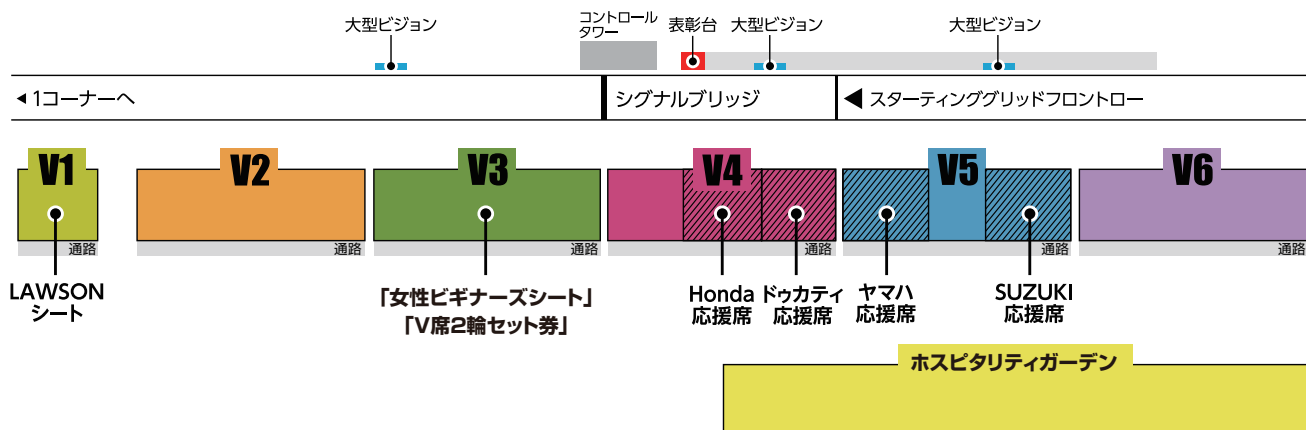 大型ビジョン
コントロール
タワー
表彰台
大型ビジョン
大型ビジョン
1コーナーへ
シグナルブリッジ
スターティンググリッドフロントロー
V1
V2
V3
V4
V5
V6
通路
通路
通路
通路
通路
通路
LAWSON
シート
「女性ビギナーズシート」
「V席2輪セット券」
Honda
応援席
ドゥカティ
応援席
ヤマハ
応援席
SUZUKI
応援席
ホスピタリティガーデン